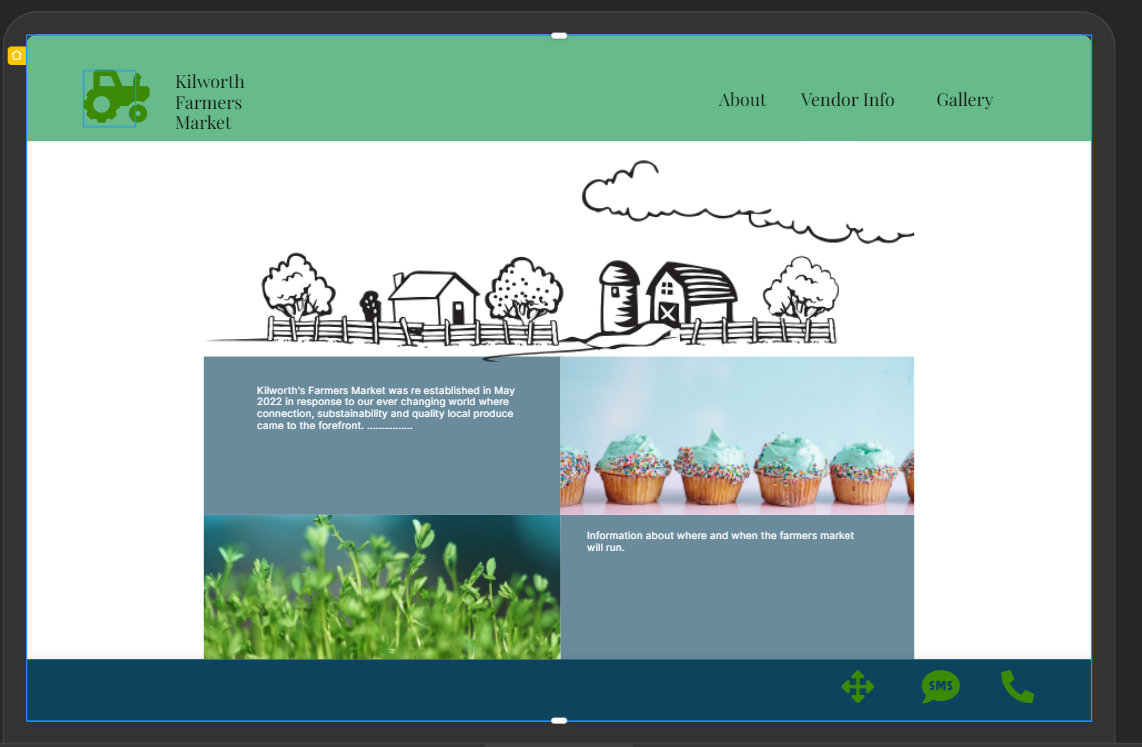 Kilworth
Farmers
Market
About
Vendor Info
Gallery
Kilworth's Farmers Market was re established in May
2022 in response to our ever changing world where
connection, substainability and quality local produce
came to the forefront. ................
Information about where and when the farmers market
will run.
SMS